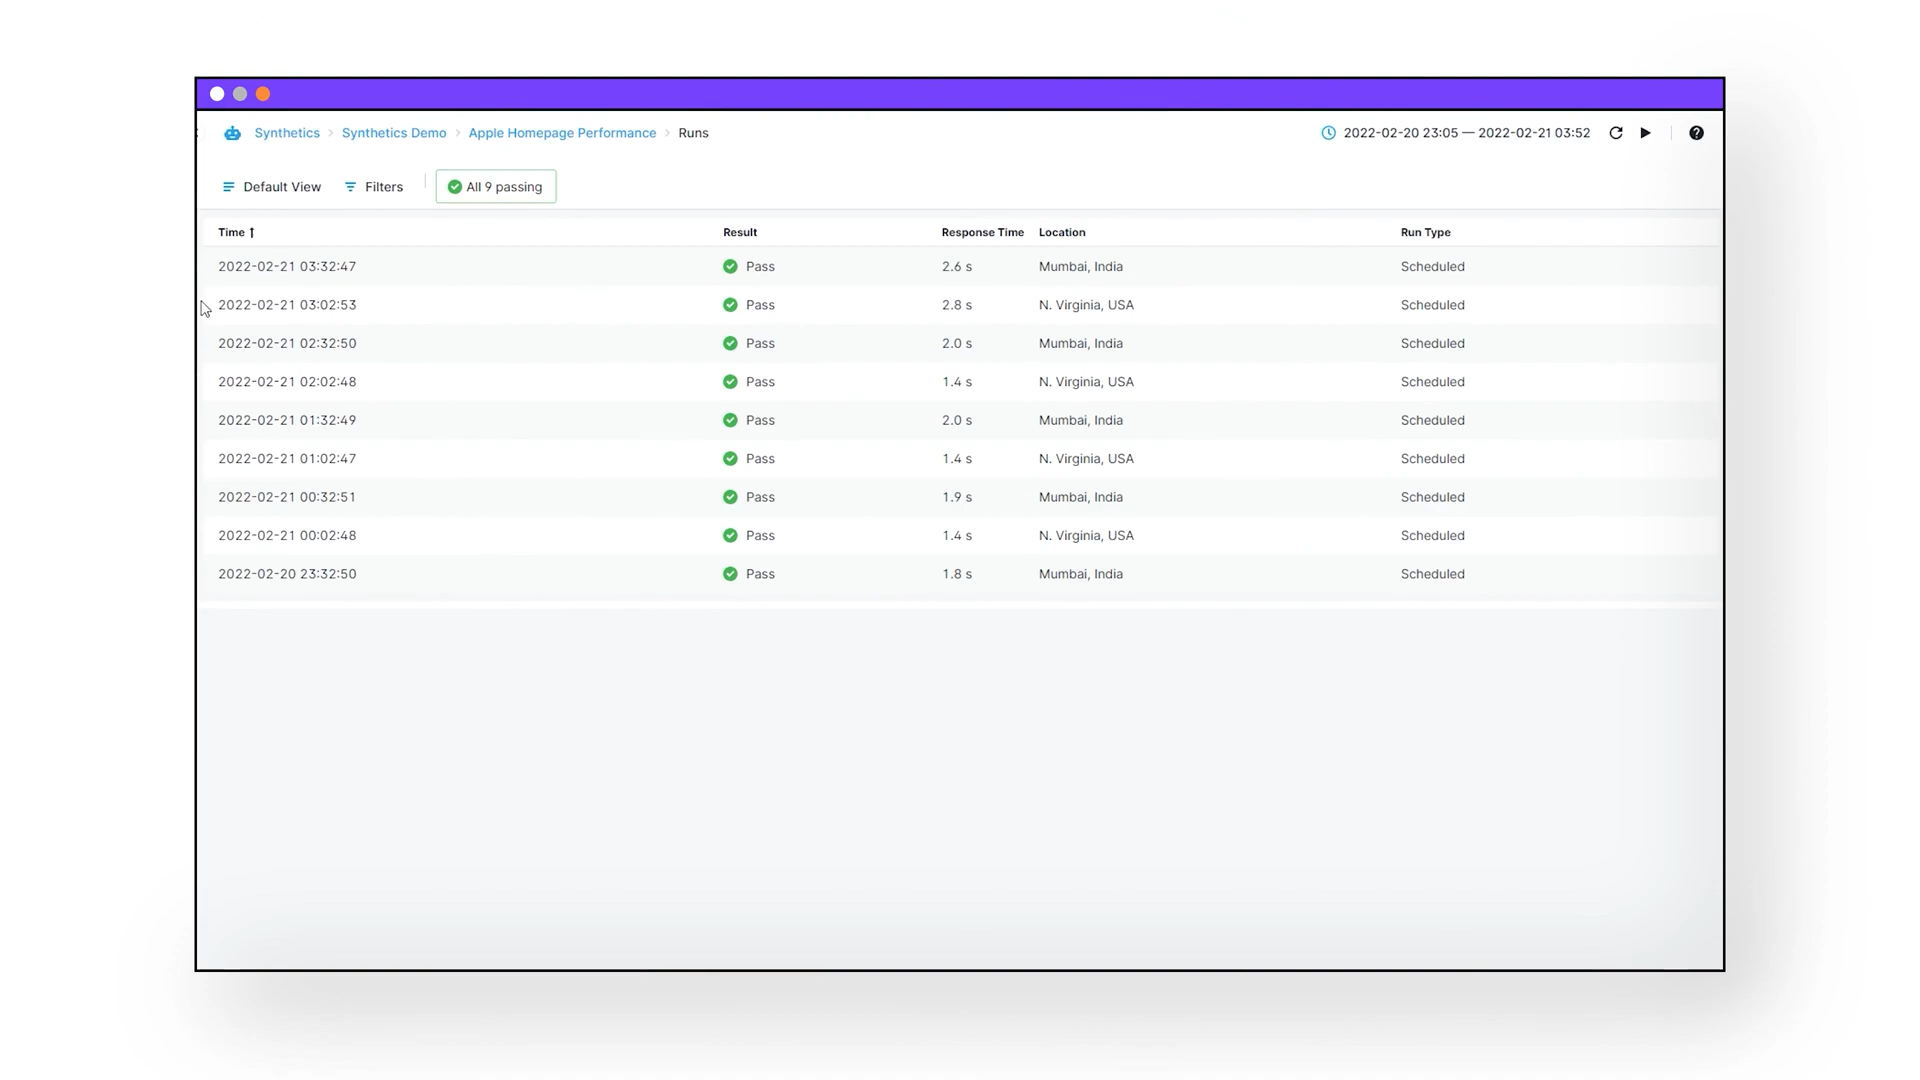 Synthetics > Synthetics Demo > Apple Homepage Performance > Runs 2022-02-20 23:05 — 2022-02-21 03:52
Default View Filters All 9 passing
Time Result Response Time Location Run Type
2022-02-21 03:32:47 Pass 2.6 s Mumbai, India Scheduled
2022-02-21 03:02:53 Pass 2.8 s N. Virginia, USA Scheduled
2022-02-21 02:32:50 Pass 2.0 s Mumbai, India Scheduled
2022-02-21 02:02:48 Pass 1.4 s N. Virginia, USA Scheduled
2022-02-21 01:32:49 Pass 2.0 s Mumbai, India Scheduled
2022-02-21 01:02:47 Pass 1.4 s N. Virginia, USA Scheduled
2022-02-21 00:32:51 Pass 1.9 s Mumbai, India Scheduled
2022-02-21 00:02:48 Pass 1.4 s N. Virginia, USA Scheduled
2022-02-20 23:32:50 Pass 1.8 s Mumbai, India Scheduled